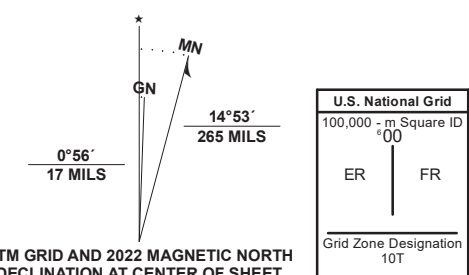 ★
MN
GN
0°56´
17 MILS
14°53´
265 MILS
TM GRID AND 2022 MAGNETIC NORTH
DECLINATION AT CENTER OF SHEET
U.S. National Grid
100,000 - m Square ID
⁶00
ER FR
Grid Zone Designation
10T